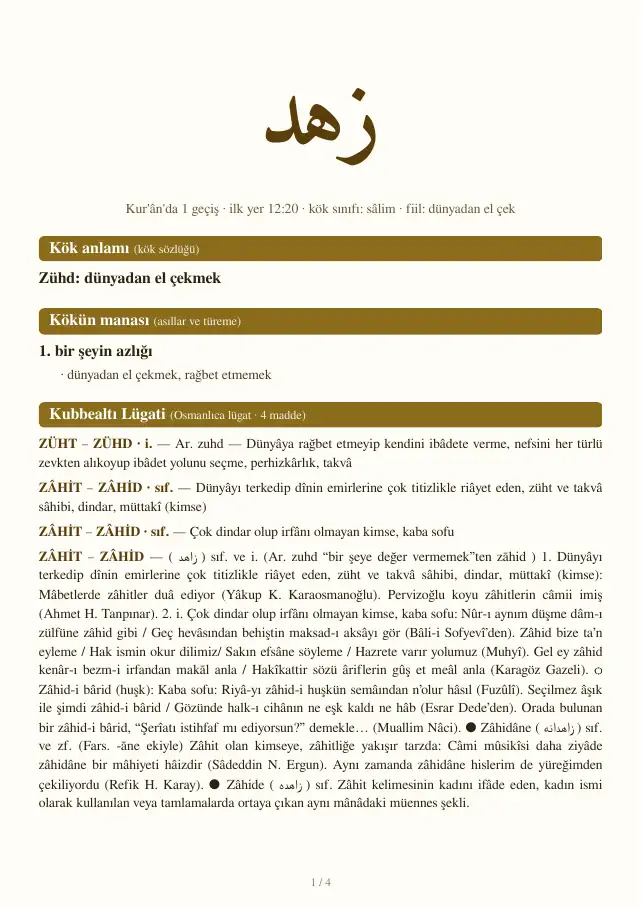 زهد
Kur'ân'da 1 geçiş · ilk yer 12:20 · kök sınıfı: sâlim · fiil: dünyadan el çek
Kök anlamı (kök sözlüğü)
Zühd: dünyadan el çekmek
Kökün manası (asıllar ve türeme)
1. bir şeyin azlığı
· dünyadan el çekmek, rağbet etmemek
Kubbealtı Lügati (Osmanlıca lügat · 4 madde)
ZÜHT – ZÜHD · i. — Ar. zuhd — Dünyâya rağbet etmeyip kendini ibâdete verme, nefsini her türlü
zevkten alıkoyup ibâdet yolunu seçme, perhizkârlık, takvâ
ZÂHİT – ZÂHİD · sıf. — Dünyâyı terkedip dînin emirlerine çok titizlikle riâyet eden, züht ve takvâ
sâhibi, dindar, müttakî (kimse)
ZÂHİT – ZÂHİD · sıf. — Çok dindar olup irfânı olmayan kimse, kaba sofu
ZÂHİT – ZÂHİD — ( زاهد ) sıf. ve i. (Ar. zuhd “bir şeye değer vermemek”ten zāhid ) 1. Dünyâyı
terkedip dînin emirlerine çok titizlikle riâyet eden, züht ve takvâ sâhibi, dindar, müttakî (kimse):
Mâbetlerde zâhitler duâ ediyor (Yâkup K. Karaosmanoğlu). Pervizoğlu koyu zâhitlerin câmii imiş
(Ahmet H. Tanpınar). 2. i. Çok dindar olup irfânı olmayan kimse, kaba sofu: Nûr-ı aynım düşme dâm-ı
zülfüne zâhid gibi / Geç hevâsından behiştin maksad-ı aksâyı gör (Bâli-i Sofyevî’den). Zâhid bize ta’n
eyleme / Hak ismin okur dilimiz/ Sakın efsâne söyleme / Hazrete varır yolumuz (Muhyî). Gel ey zâhid
kenâr-ı bezm-i irfandan makāl anla / Hakîkattir sözü âriflerin gûş et meâl anla (Karagöz Gazeli). ○
Zâhid-i bârid (huşk): Kaba sofu: Riyâ-yı zâhid-i huşkün semâından n’olur hâsıl (Fuzûlî). Seçilmez âşık
ile şimdi zâhid-i bârid / Gözünde halk-ı cihânın ne eşk kaldı ne hâb (Esrar Dede’den). Orada bulunan
bir zâhid-i bârid, “Şerîatı istihfaf mı ediyorsun?” demekle… (Muallim Nâci). ● Zâhidâne ( زاهدانه ) sıf.
ve zf. (Fars. -āne ekiyle) Zâhit olan kimseye, zâhitliğe yakışır tarzda: Câmi mûsikîsi daha ziyâde
zâhidâne bir mâhiyeti hâizdir (Sâdeddin N. Ergun). Aynı zamanda zâhidâne hislerim de yüreğimden
çekiliyordu (Refik H. Karay). ● Zâhide ( زاهده ) sıf. Zâhit kelimesinin kadını ifâde eden, kadın ismi
olarak kullanılan veya tamlamalarda ortaya çıkan aynı mânâdaki müennes şekli.
1 / 4